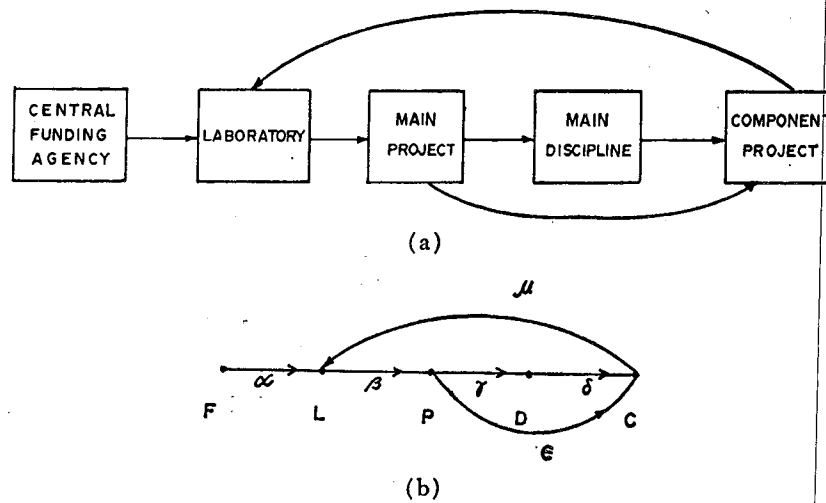 CENTRAL
FUNDING
AGENCY
LABORATORY
MAIN
PROJECT
MAIN
DISCIPLINE
COMPONENT
PROJECT
(a)
μ
α
β
γ
δ
F
L
P
D
C
ϵ
(b)